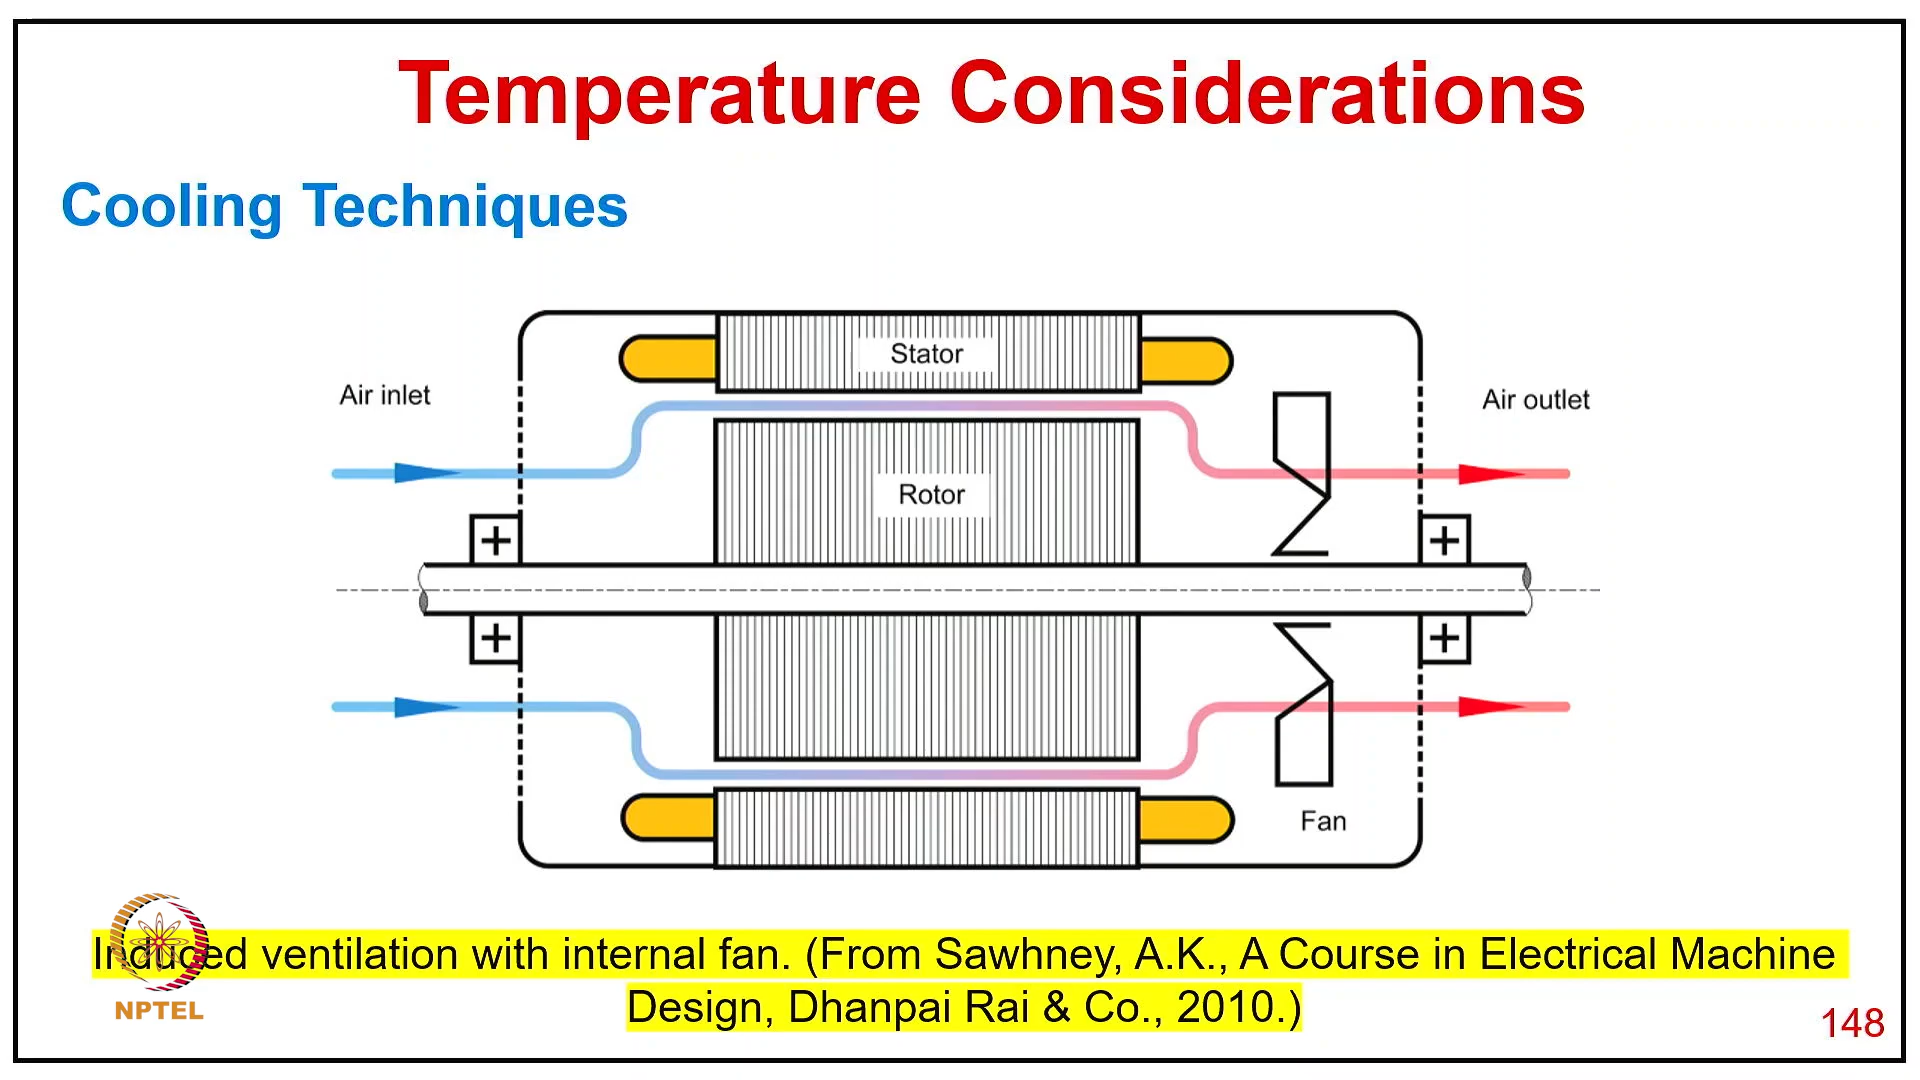 Temperature Considerations
Cooling Techniques
Stator
Air inlet
Air outlet
Rotor
Fan
Induced ventilation with internal fan. (From Sawhney, A.K., A Course in Electrical Machine
Design, Dhanpai Rai & Co., 2010.)
NPTEL
148